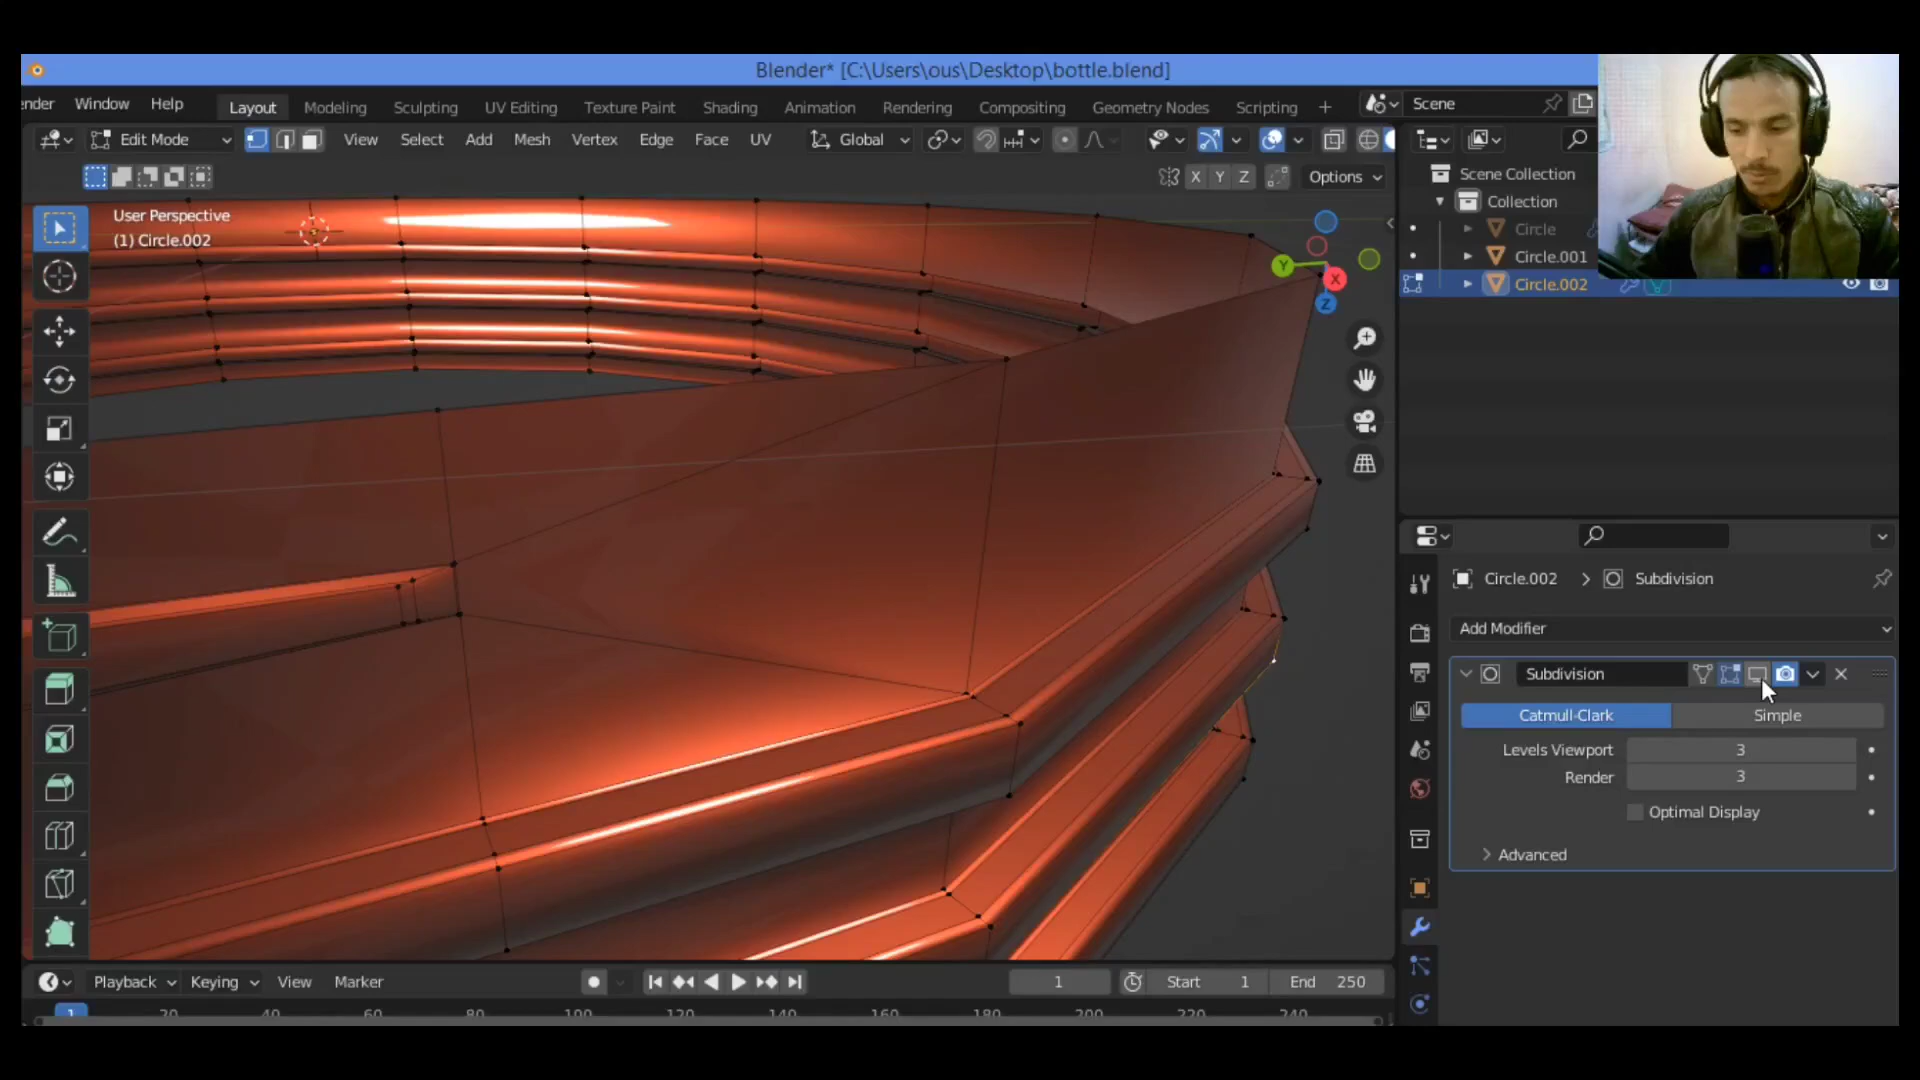 Blender* [C:\Users\ous\Desktop\bottle.blend]
nder Window Help Layout Modeling Sculpting UV Editing Texture Paint Shading Animation Rendering Compositing Geometry Nodes Scripting + Scene
Edit Mode View Select Add Mesh Vertex Edge Face UV Global
X Y Z Options
User Perspective
(1) Circle.002
Y X Z
Scene Collection
Collection
Circle
Circle.001
Circle.002
Circle.002 > Subdivision
Add Modifier
Subdivision
Catmull-Clark Simple
Levels Viewport 3
Render 3
Optimal Display
Advanced
Playback Keying View Marker 1 Start 1 End 250
1 20 40 60 80 100 120 140 160 180 200 220 240